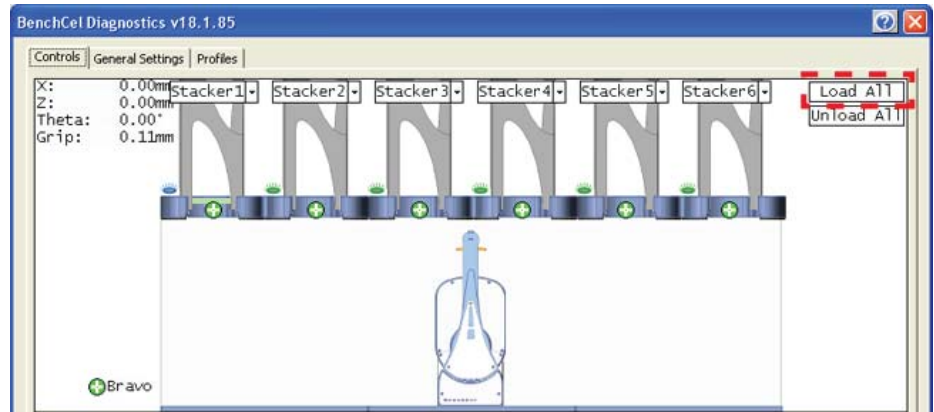 BenchCel Diagnostics v18.1.85
Controls General Settings Profiles
X: 0.00mm
Z: 0.00mm
Theta: 0.00°
Grip: 0.11mm
Stacker1 Stacker2 Stacker3 Stacker4 Stacker5 Stacker6
Load All
Unload All
Bravo